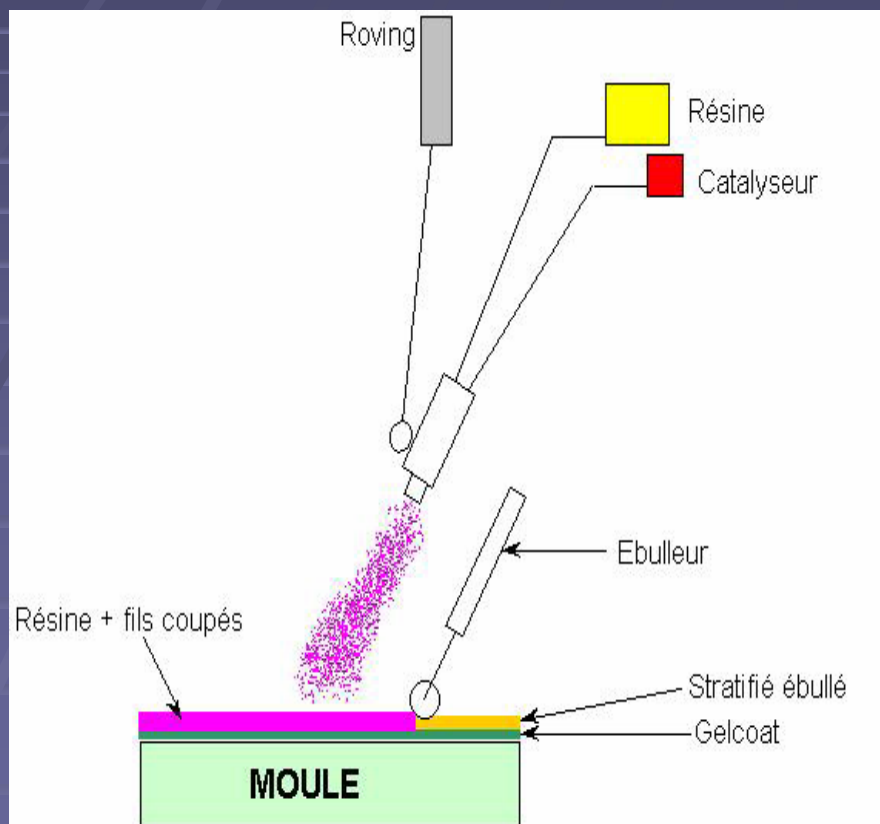 Roving
Résine
Catalyseur
Ebulleur
Résine + fils coupés
Stratifié ébullé
Gelcoat
MOULE